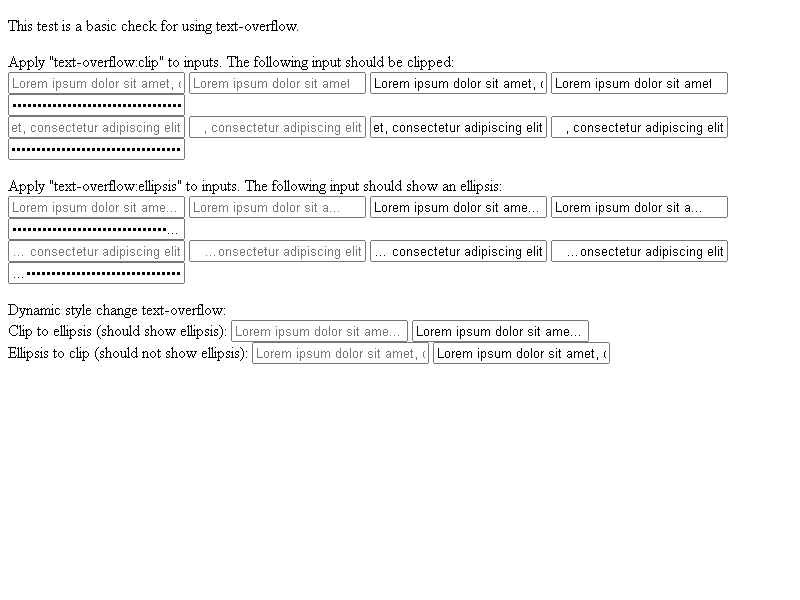 This test is a basic check for using text-overflow.
Apply "text-overflow:clip" to inputs. The following input should be clipped:
Lorem ipsum dolor sit amet, Lorem ipsum dolor sit amet Lorem ipsum dolor sit amet, Lorem ipsum dolor sit amet
••••••••••••••••••••••••••••••••••
et, consectetur adipiscing elit , consectetur adipiscing elit et, consectetur adipiscing elit , consectetur adipiscing elit
••••••••••••••••••••••••••••••••••
Apply "text-overflow:ellipsis" to inputs. The following input should show an ellipsis:
Lorem ipsum dolor sit ame... Lorem ipsum dolor sit a... Lorem ipsum dolor sit ame... Lorem ipsum dolor sit a...
•••••••••••••••••••••••••••••••...
... consectetur adipiscing elit ...onsectetur adipiscing elit ... consectetur adipiscing elit ...onsectetur adipiscing elit
...•••••••••••••••••••••••••••••••
Dynamic style change text-overflow:
Clip to ellipsis (should show ellipsis): Lorem ipsum dolor sit ame... Lorem ipsum dolor sit ame...
Ellipsis to clip (should not show ellipsis): Lorem ipsum dolor sit amet, Lorem ipsum dolor sit amet,